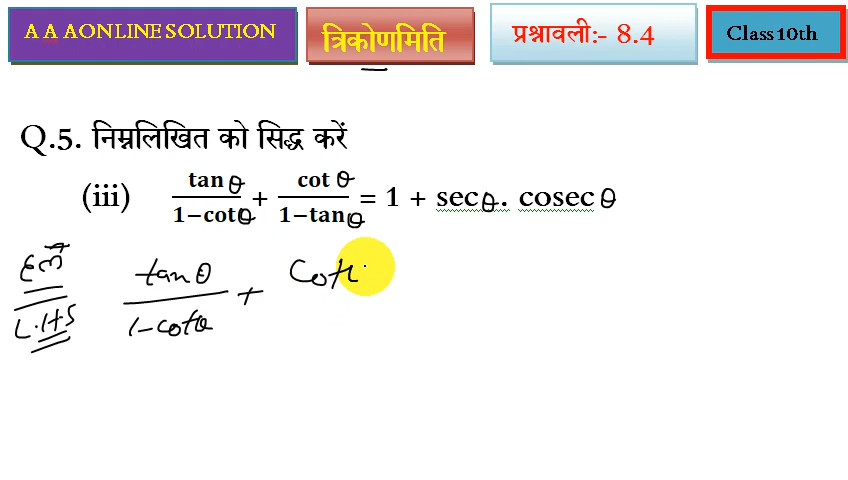 A A AONLINE SOLUTION
त्रिकोणमिति
प्रश्नावली:- 8.4
Class 10th
Q.5. निम्नलिखित को सिद्ध करें
(iii) tanθ/1−cotθ + cotθ/1−tanθ = 1 + secθ. cosecθ
हल
L.H.S tanθ/1-cotθ + cot